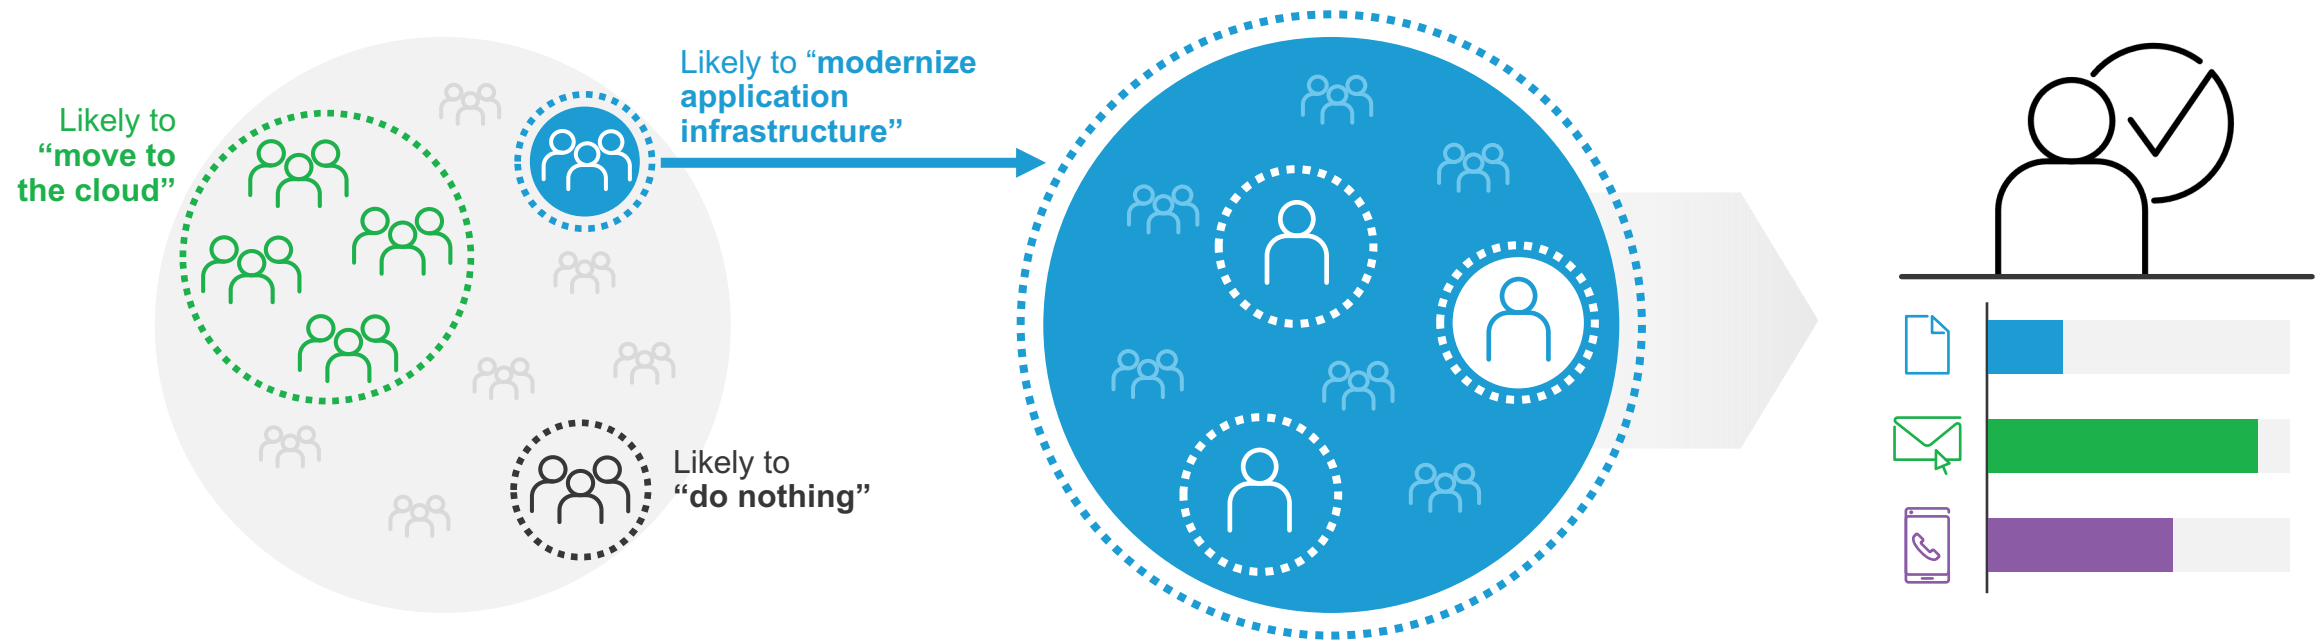 Likely to
“move to
the cloud”
Likely to “modernize
application
infrastructure”
Likely to
“do nothing”